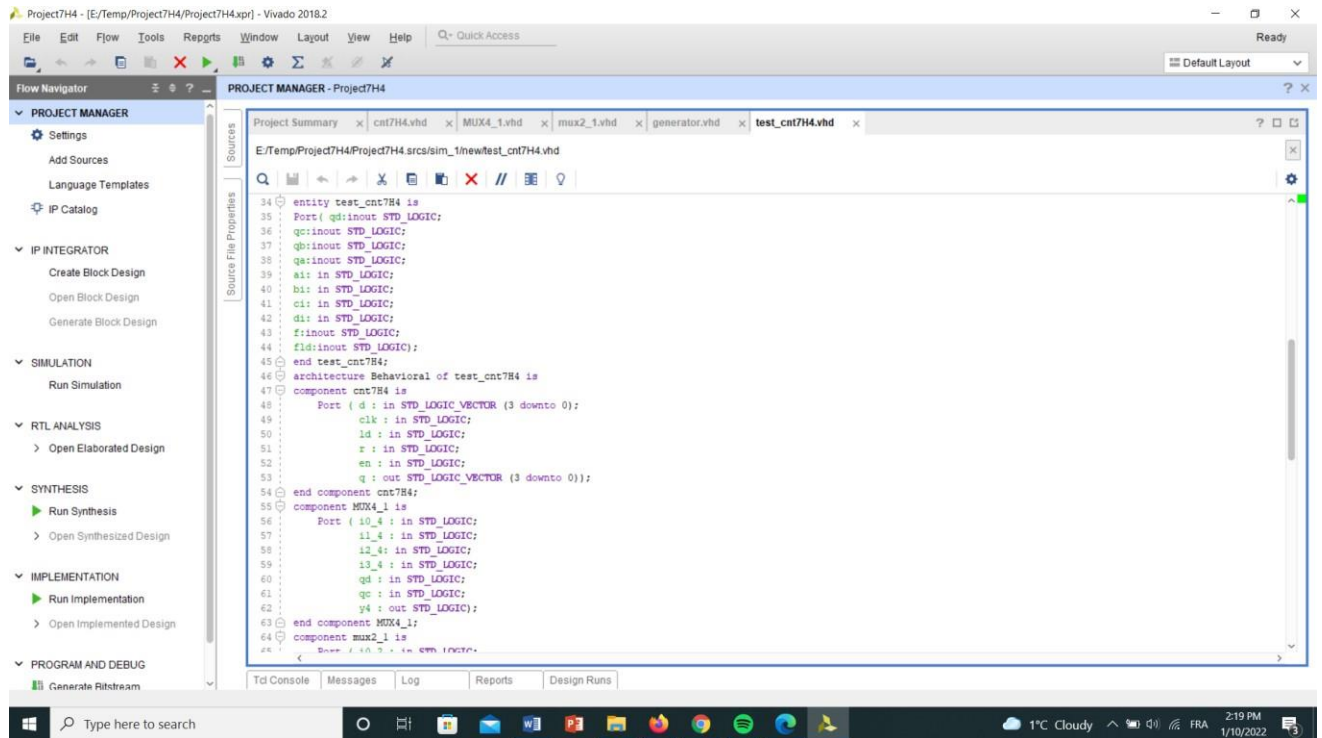 Project7H4 - [E:/Temp/Project7H4/Project7H4.xpr] - Vivado 2018.2
File Edit Flow Tools Reports Window Layout View Help Quick Access
Ready
Default Layout
Flow Navigator
PROJECT MANAGER - Project7H4
PROJECT MANAGER
Settings
Add Sources
Language Templates
IP Catalog
IP INTEGRATOR
Create Block Design
Open Block Design
Generate Block Design
SIMULATION
Run Simulation
RTL ANALYSIS
Open Elaborated Design
SYNTHESIS
Run Synthesis
Open Synthesized Design
IMPLEMENTATION
Run Implementation
Open Implemented Design
PROGRAM AND DEBUG
Generate Bitstream
Sources
Source File Properties
Project Summary cnt7H4.vhd MUX4_1.vhd mux2_1.vhd generator.vhd test_cnt7H4.vhd
E:/Temp/Project7H4/Project7H4.srcs/sim_1/new/test_cnt7H4.vhd
34 entity test_cnt7H4 is
35 Port( qd:inout STD_LOGIC;
36 qc:inout STD_LOGIC;
37 qb:inout STD_LOGIC;
38 qa:inout STD_LOGIC;
39 ai: in STD_LOGIC;
40 bi: in STD_LOGIC;
41 ci: in STD_LOGIC;
42 di: in STD_LOGIC;
43 f:inout STD_LOGIC;
44 fld:inout STD_LOGIC);
45 end test_cnt7H4;
46 architecture Behavioral of test_cnt7H4 is
47 component cnt7H4 is
48 Port ( d : in STD_LOGIC_VECTOR (3 downto 0);
49 clk : in STD_LOGIC;
50 ld : in STD_LOGIC;
51 r : in STD_LOGIC;
52 en : in STD_LOGIC;
53 q : out STD_LOGIC_VECTOR (3 downto 0));
54 end component cnt7H4;
55 component MUX4_1 is
56 Port ( i0_4 : in STD_LOGIC;
57 i1_4 : in STD_LOGIC;
58 i2_4: in STD_LOGIC;
59 i3_4 : in STD_LOGIC;
60 qd : in STD_LOGIC;
61 qc : in STD_LOGIC;
62 y4 : out STD_LOGIC);
63 end component MUX4_1;
64 component mux2_1 is
65 Port ( i0_2 : in STD_LOGIC;
Tcl Console Messages Log Reports Design Runs
Type here to search
1°C Cloudy
FRA
2:19 PM
1/10/2022
3